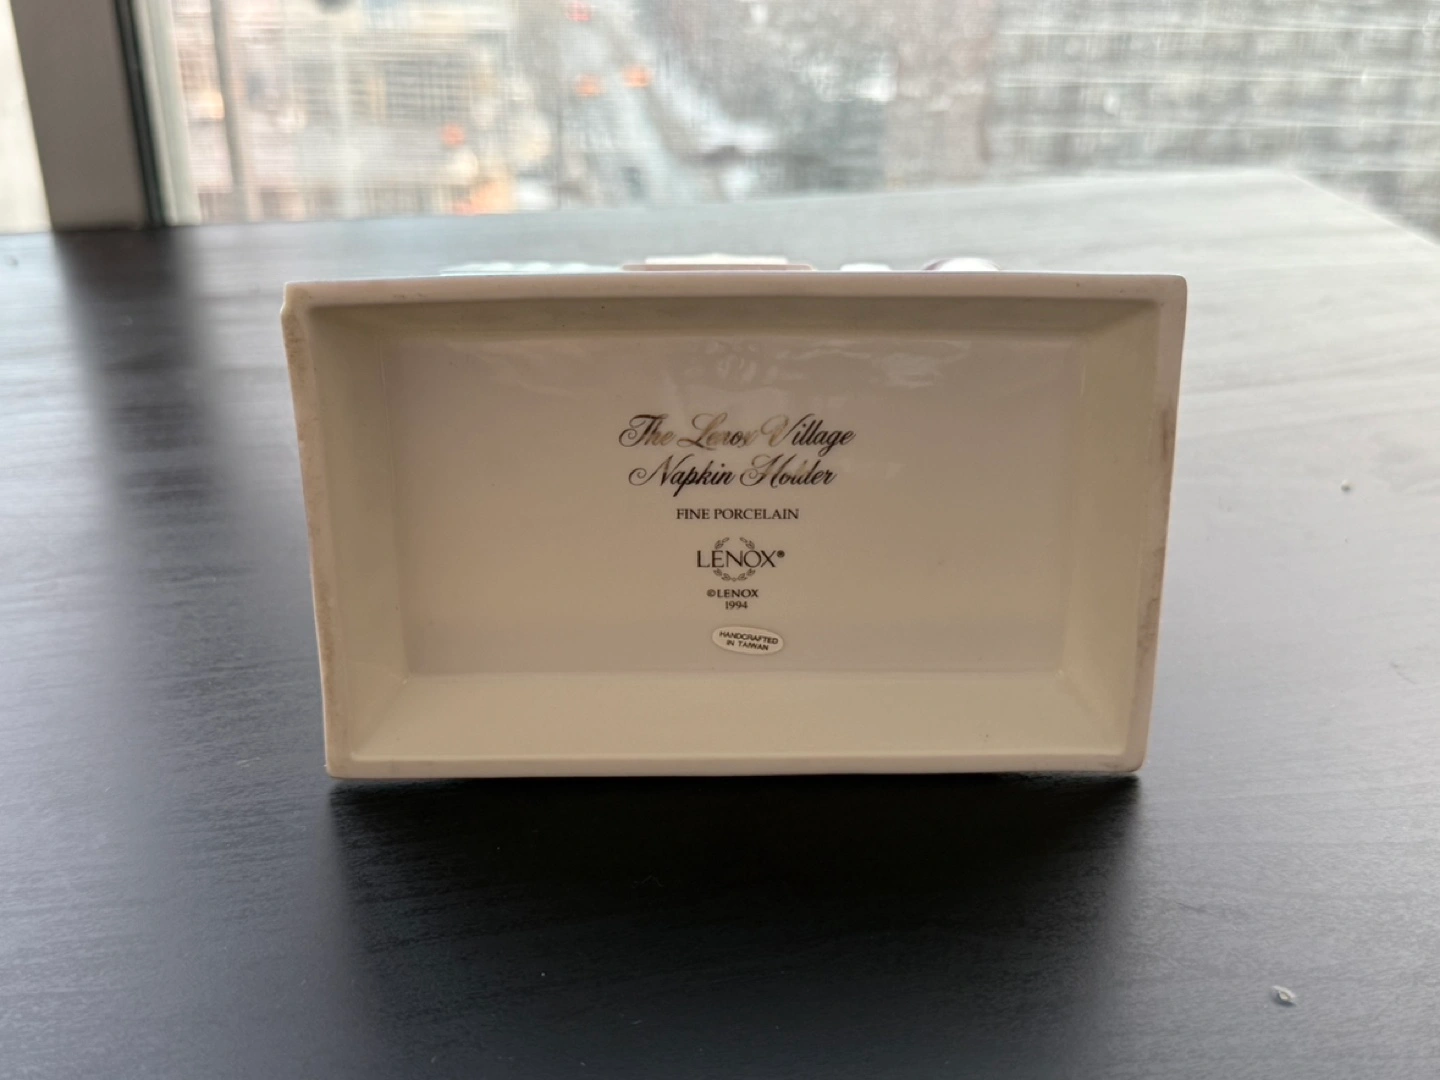 The Lenox Village
Napkin Holder
FINE PORCELAIN
LENOX®
©LENOX
1994
HANDCRAFTED
IN TAIWAN